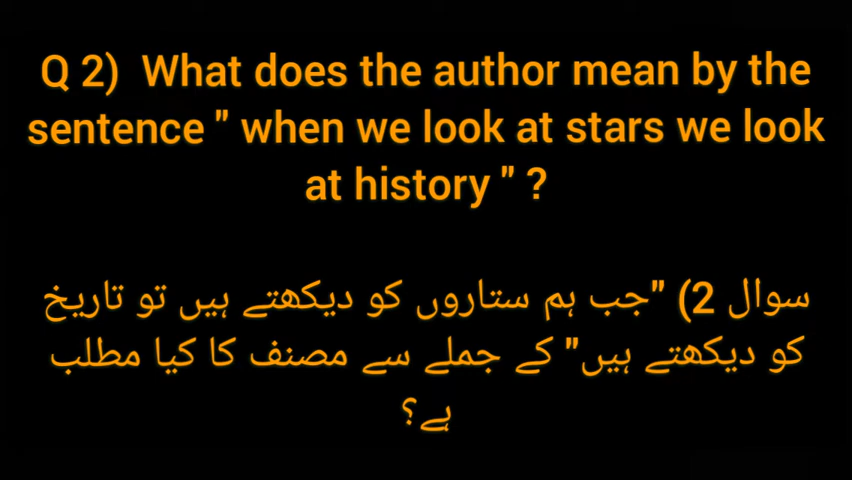 Q 2) What does the author mean by the
sentence " when we look at stars we look
at history " ?
سوال 2) "جب ہم ستاروں کو دیکھتے ہیں تو تاریخ
کو دیکھتے ہیں" کے جملے سے مصنف کا کیا مطلب
ہے؟